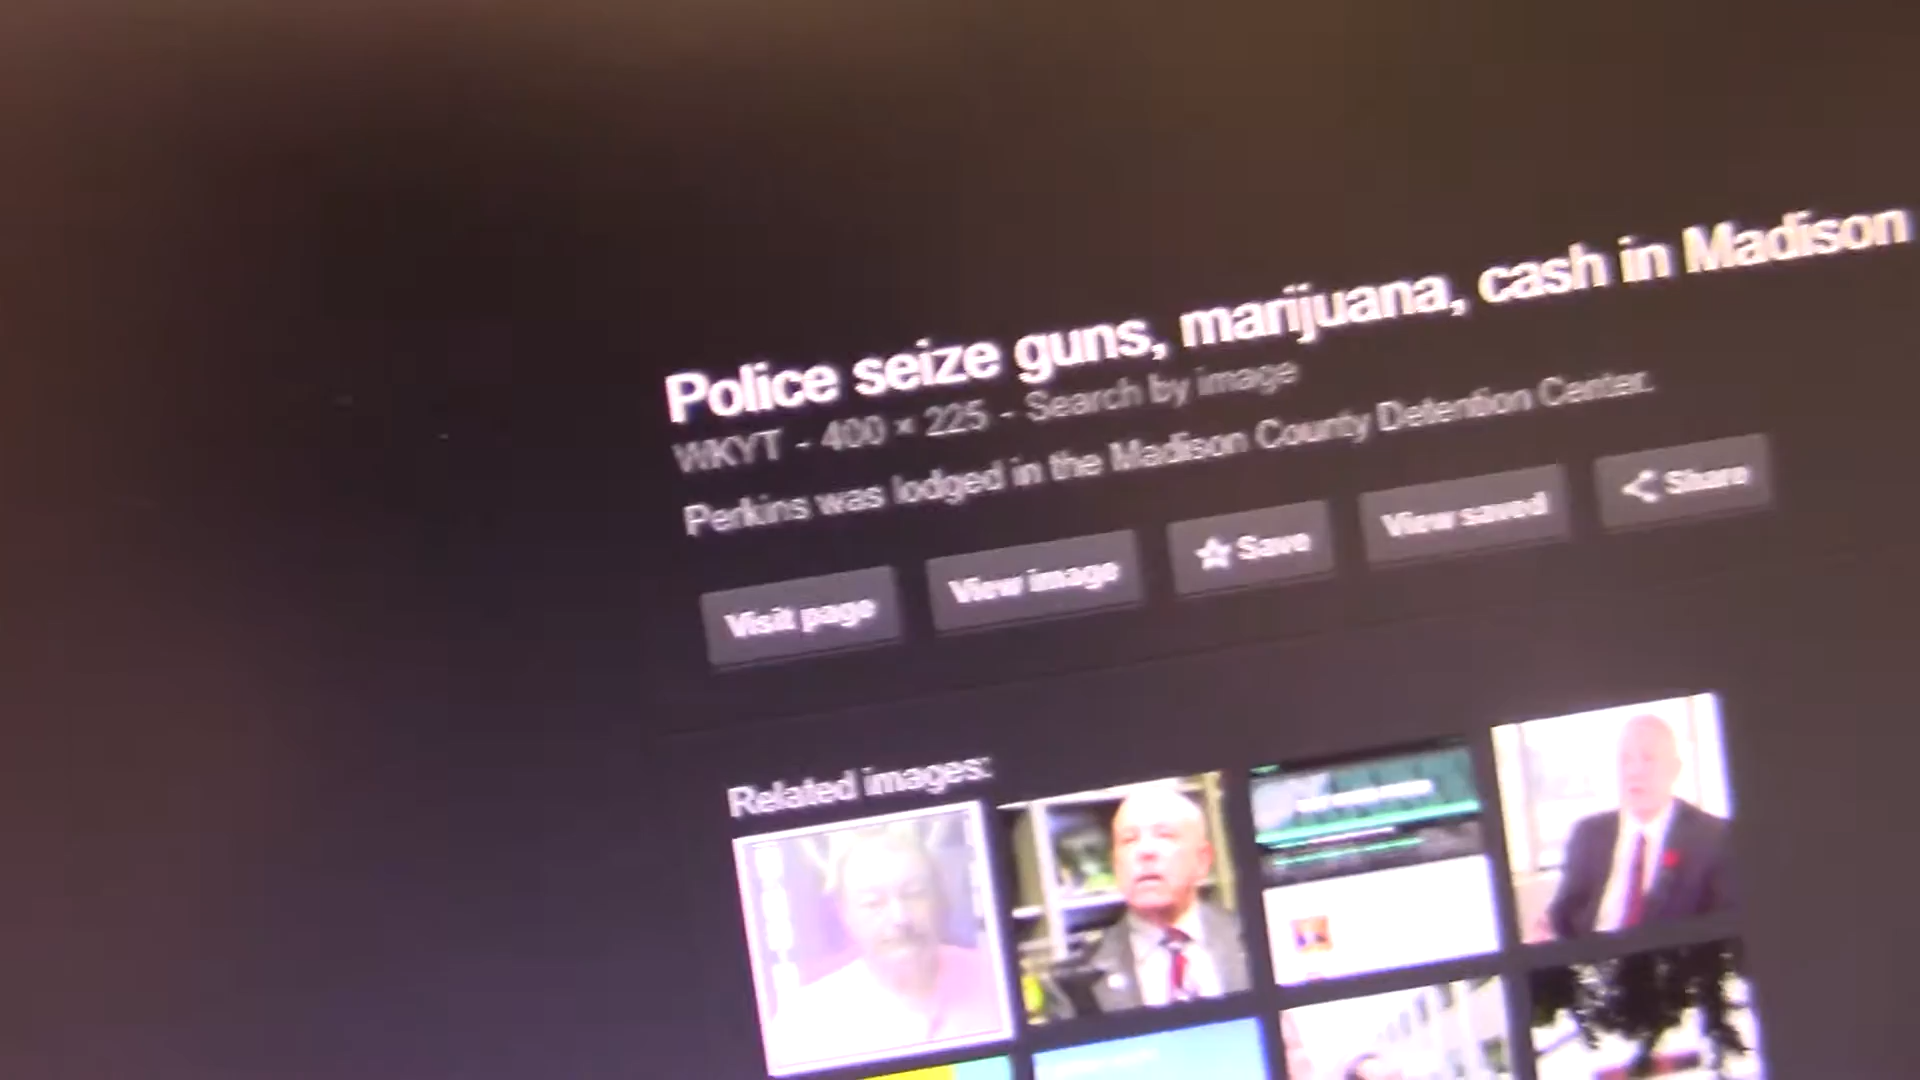 Police seize guns, marijuana, cash in Madison
WKYT - 400 × 225 - Search by image
Perkins was lodged in the Madison County Detention Center.
Visit page
View image
Save
View saved
Share
Related images: